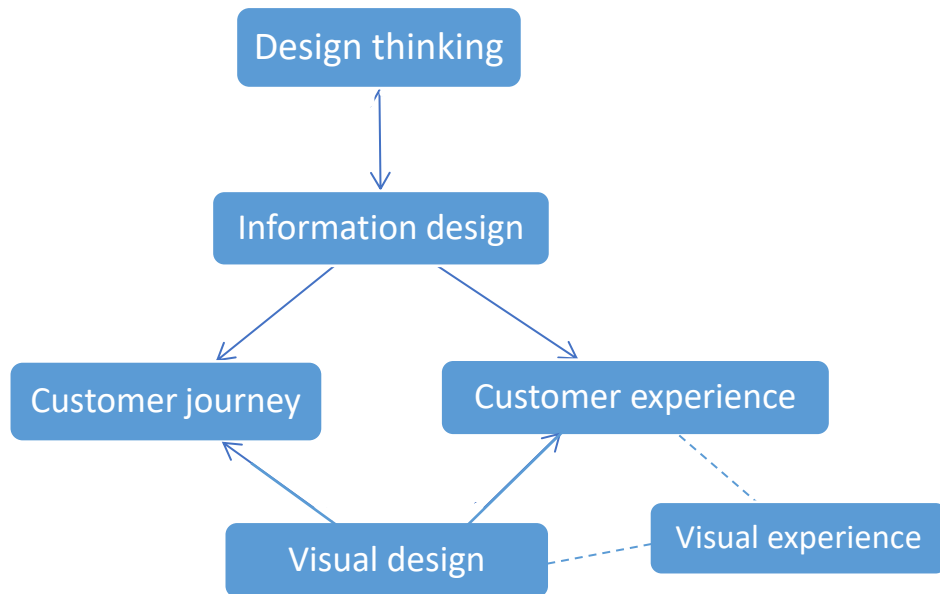 Design thinking
Information design
Customer journey
Customer experience
Visual design
Visual experience